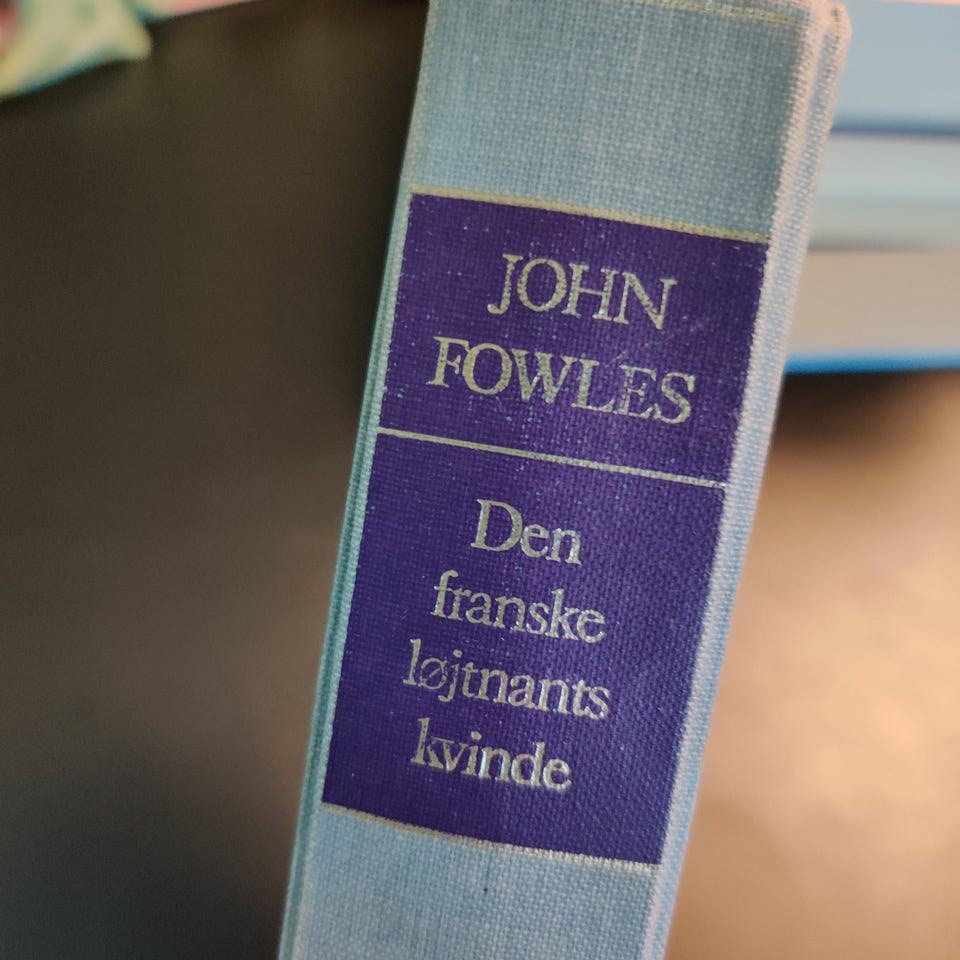 JOHN
FOWLES
Den
franske
løjtnants
kvinde